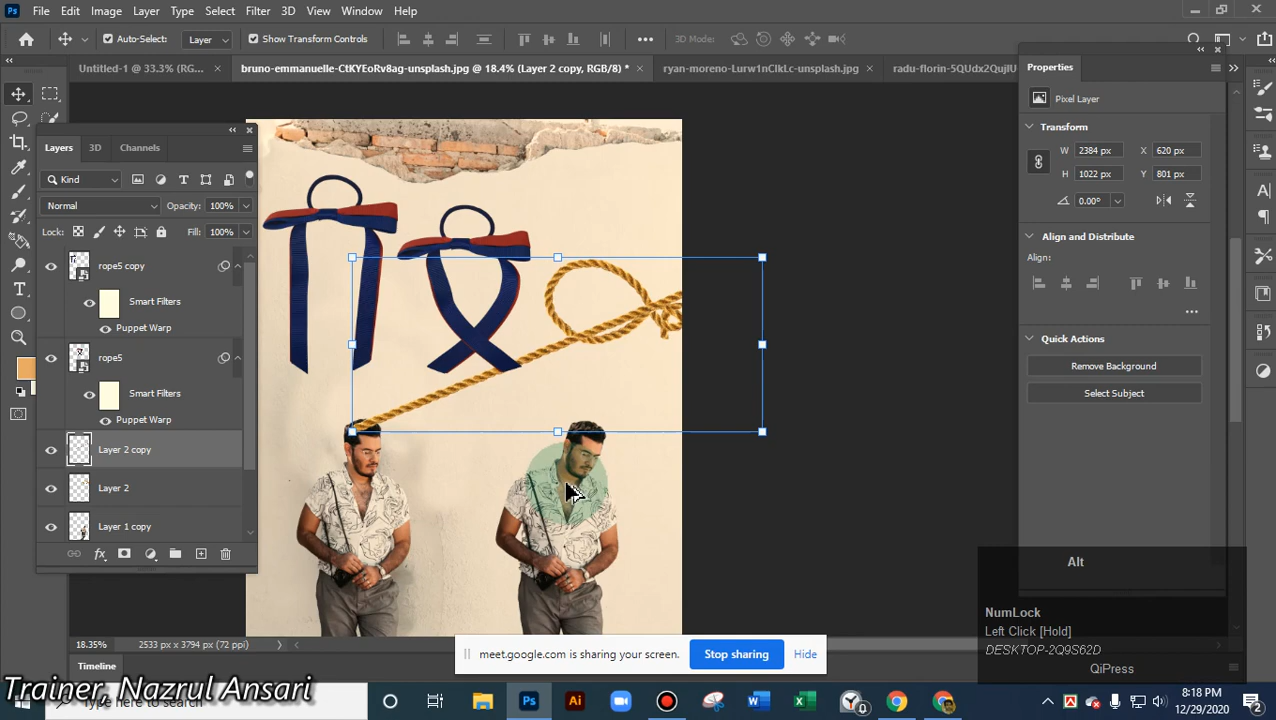 Ps File Edit Image Layer Type Select Filter 3D View Window Help
Auto-Select: Layer Show Transform Controls 3D Mode:
Untitled-1 @ 33.3% (RG... × bruno-emmanuelle-CtKYEoRv8ag-unsplash.jpg @ 18.4% (Layer 2 copy, RGB/8) * × ryan-moreno-Lurw1nClkLc-unsplash.jpg × radu-florin-5QUdx2QujIU
Properties
Pixel Layer
Transform
W 2384 px X 620 px
H 1022 px Y 801 px
0.00°
Align and Distribute
Align:
Quick Actions
Remove Background
Select Subject
Layers 3D Channels
Kind
Normal Opacity: 100%
Lock: Fill: 100%
rope5 copy
Smart Filters
Puppet Warp
rope5
Smart Filters
Puppet Warp
Layer 2 copy
Layer 2
Layer 1 copy
fx
Alt
NumLock
Left Click [Hold]
DESKTOP-2Q9S62D
QiPress
18.35% 2533 px x 3794 px (72 ppi)
meet.google.com is sharing your screen. Stop sharing Hide
Timeline
Trainer, Nazrul Ansari
Type here to search
Ps Ai
6:18 PM
12/29/2020
2